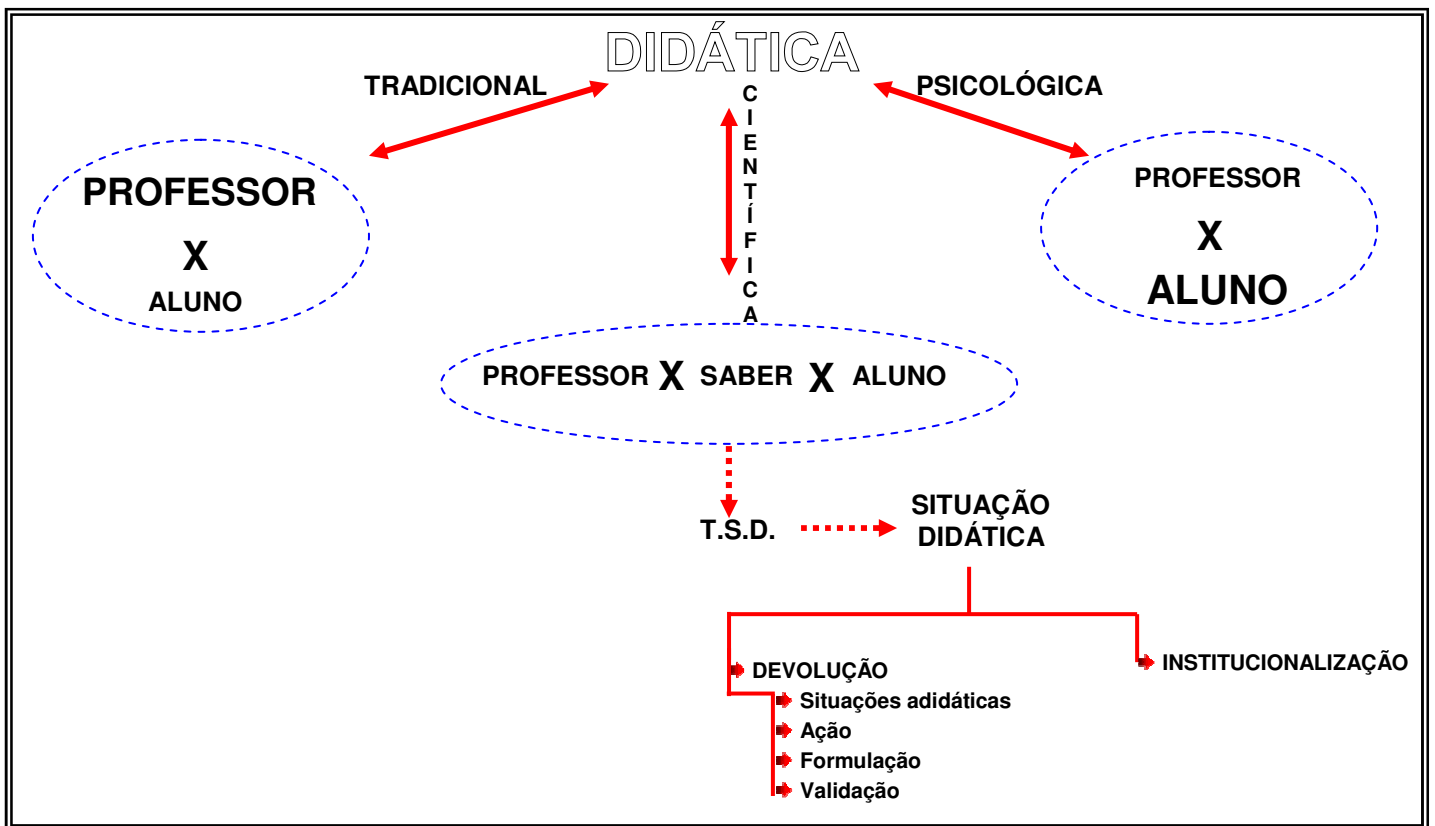 DIDÁTICA
TRADICIONAL
CIENTÍFICA
PSICOLÓGICA
PROFESSOR
X
ALUNO
PROFESSOR
X
ALUNO
PROFESSOR X SABER X ALUNO
T.S.D.
SITUAÇÃO
DIDÁTICA
DEVOLUÇÃO
Situações adidáticas
Ação
Formulação
Validação
INSTITUCIONALIZAÇÃO